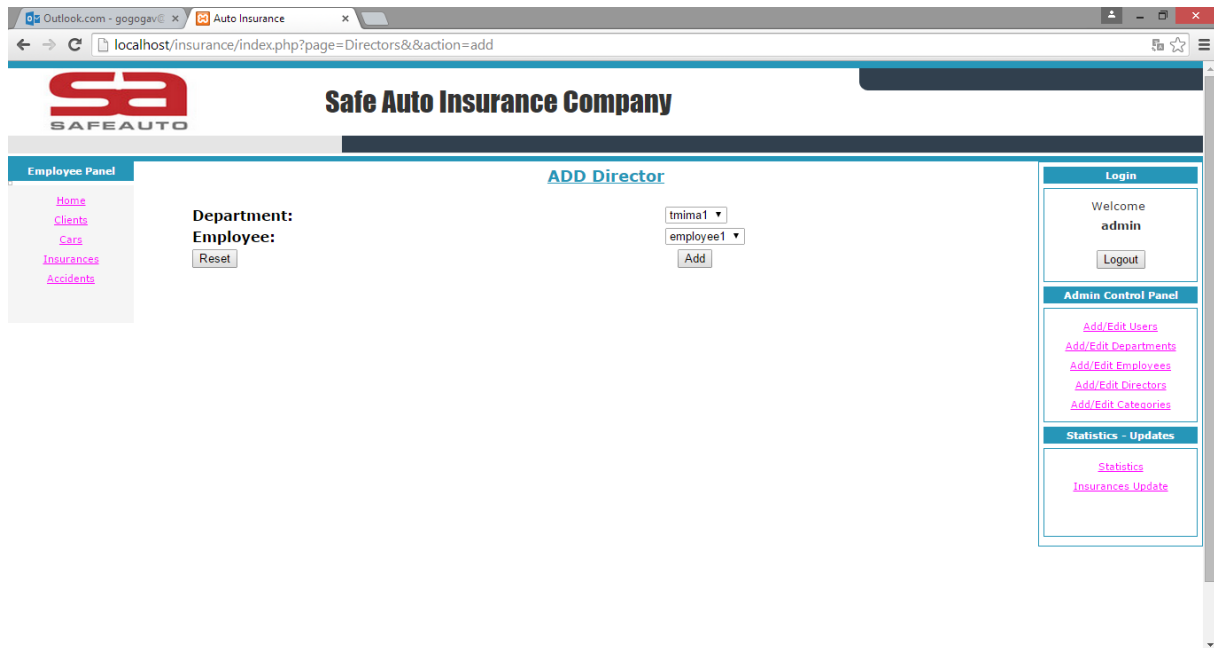 Outlook.com - gogogav@
Auto Insurance
localhost/insurance/index.php?page=Directors&&action=add
sa
SAFEAUTO
Safe Auto Insurance Company
Employee Panel
Home
Clients
Cars
Insurances
Accidents
ADD Director
Department:
tmima1
Employee:
employee1
Reset
Add
Login
Welcome
admin
Logout
Admin Control Panel
Add/Edit Users
Add/Edit Departments
Add/Edit Employees
Add/Edit Directors
Add/Edit Categories
Statistics - Updates
Statistics
Insurances Update